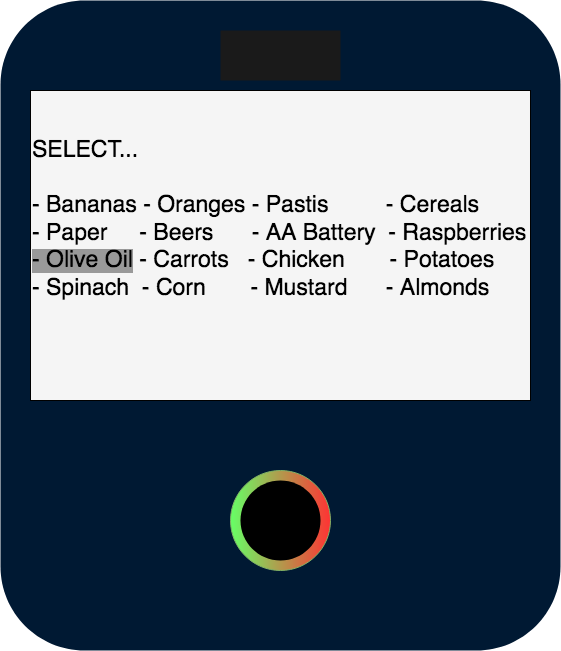 SELECT...
- Bananas - Oranges - Pastis - Cereals
- Paper - Beers - AA Battery - Raspberries
- Olive Oil - Carrots - Chicken - Potatoes
- Spinach - Corn - Mustard - Almonds